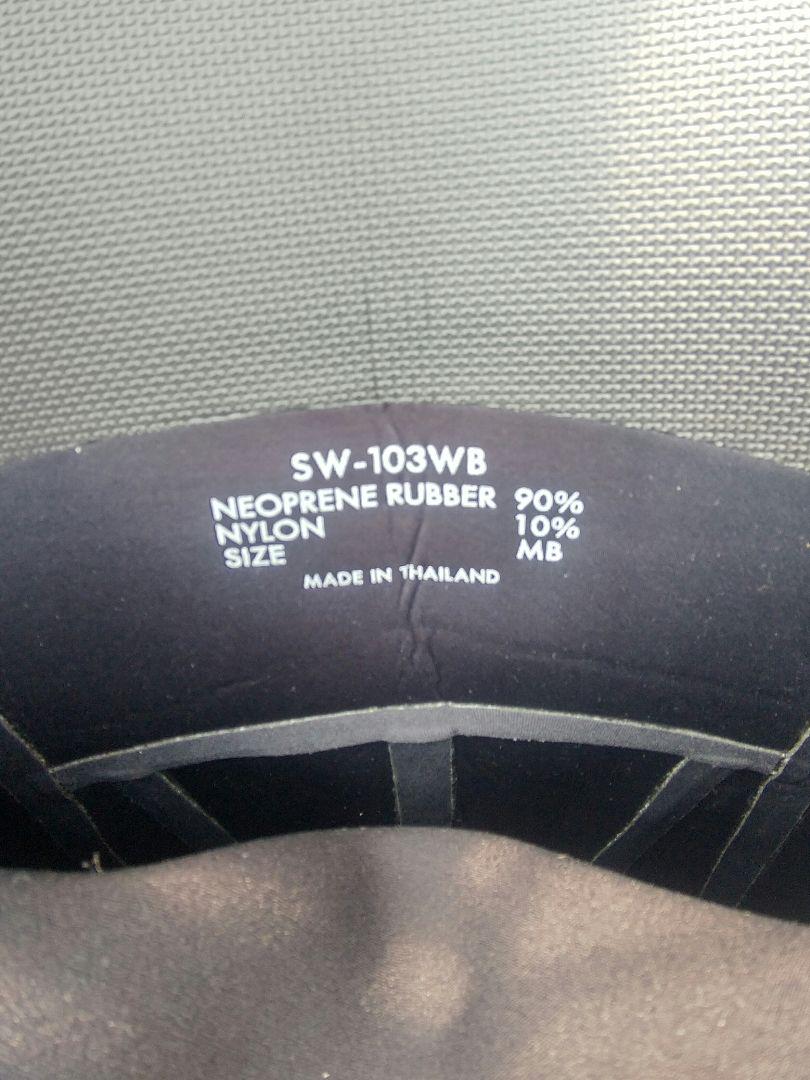 SW-103WB
NEOPRENE RUBBER 90%
NYLON 10%
SIZE MB
MADE IN THAILAND